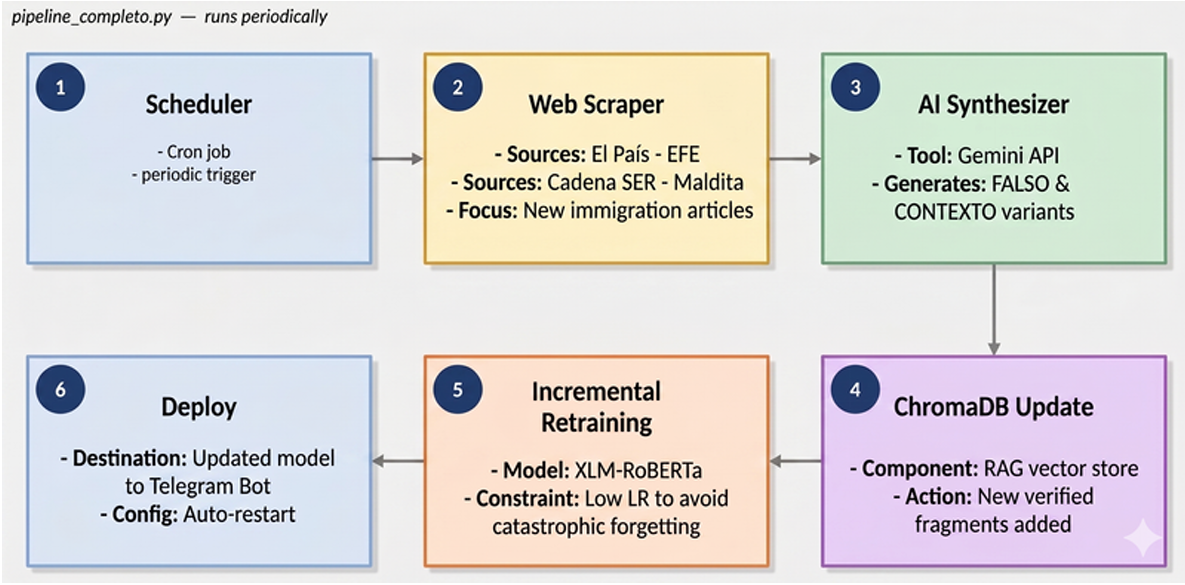 pipeline_completo.py — runs periodically
1
Scheduler
- Cron job
- periodic trigger
2
Web Scraper
- Sources: El País - EFE
- Sources: Cadena SER - Maldita
- Focus: New immigration articles
3
AI Synthesizer
- Tool: Gemini API
- Generates: FALSO &
CONTEXTO variants
4
ChromaDB Update
- Component: RAG vector store
- Action: New verified
fragments added
5
Incremental
Retraining
- Model: XLM-RoBERTa
- Constraint: Low LR to avoid
catastrophic forgetting
6
Deploy
- Destination: Updated model
to Telegram Bot
- Config: Auto-restart